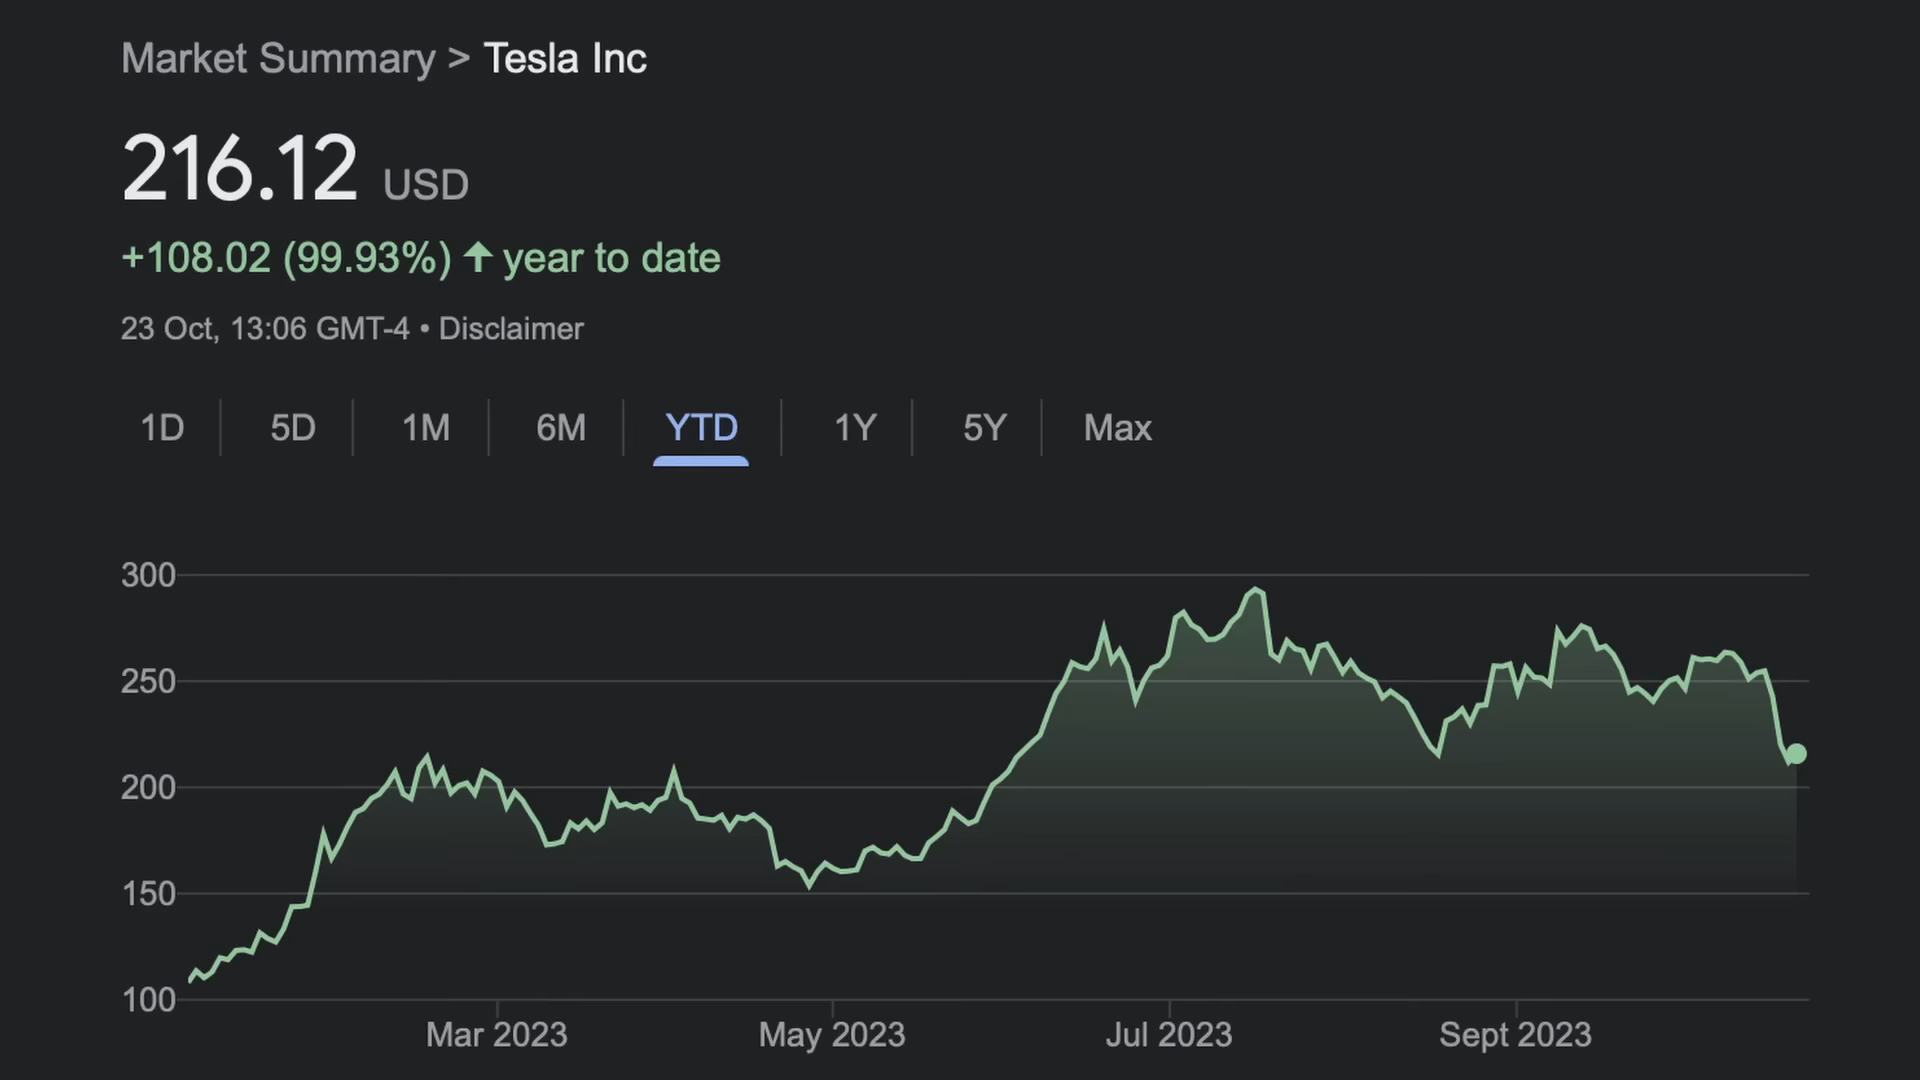 Market Summary > Tesla Inc
216.12 USD
+108.02 (99.93%) ↑ year to date
23 Oct, 13:06 GMT-4 • Disclaimer
1D 5D 1M 6M YTD 1Y 5Y Max
300
250
200
150
100
Mar 2023 May 2023 Jul 2023 Sept 2023